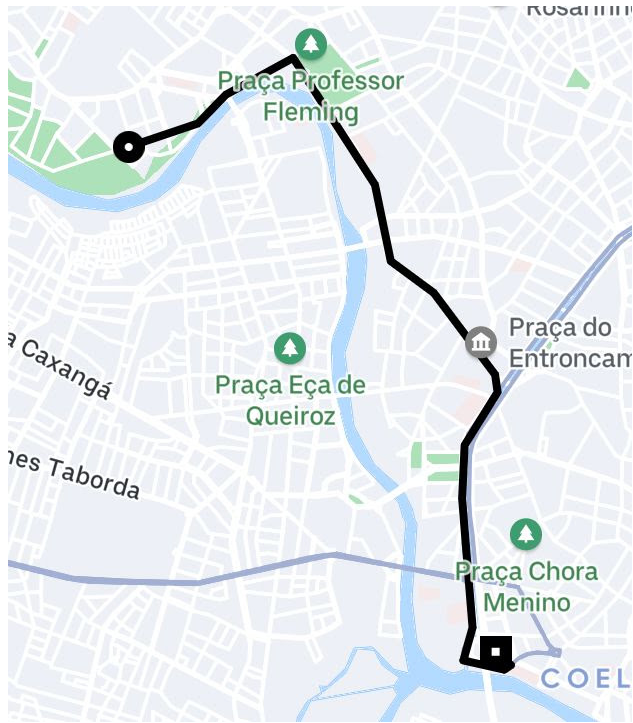 Praça Professor
Fleming
Praça do
Entroncam
a Caxangá
Praça Eça de
Queiroz
nes Taborda
Praça Chora
Menino
COEL